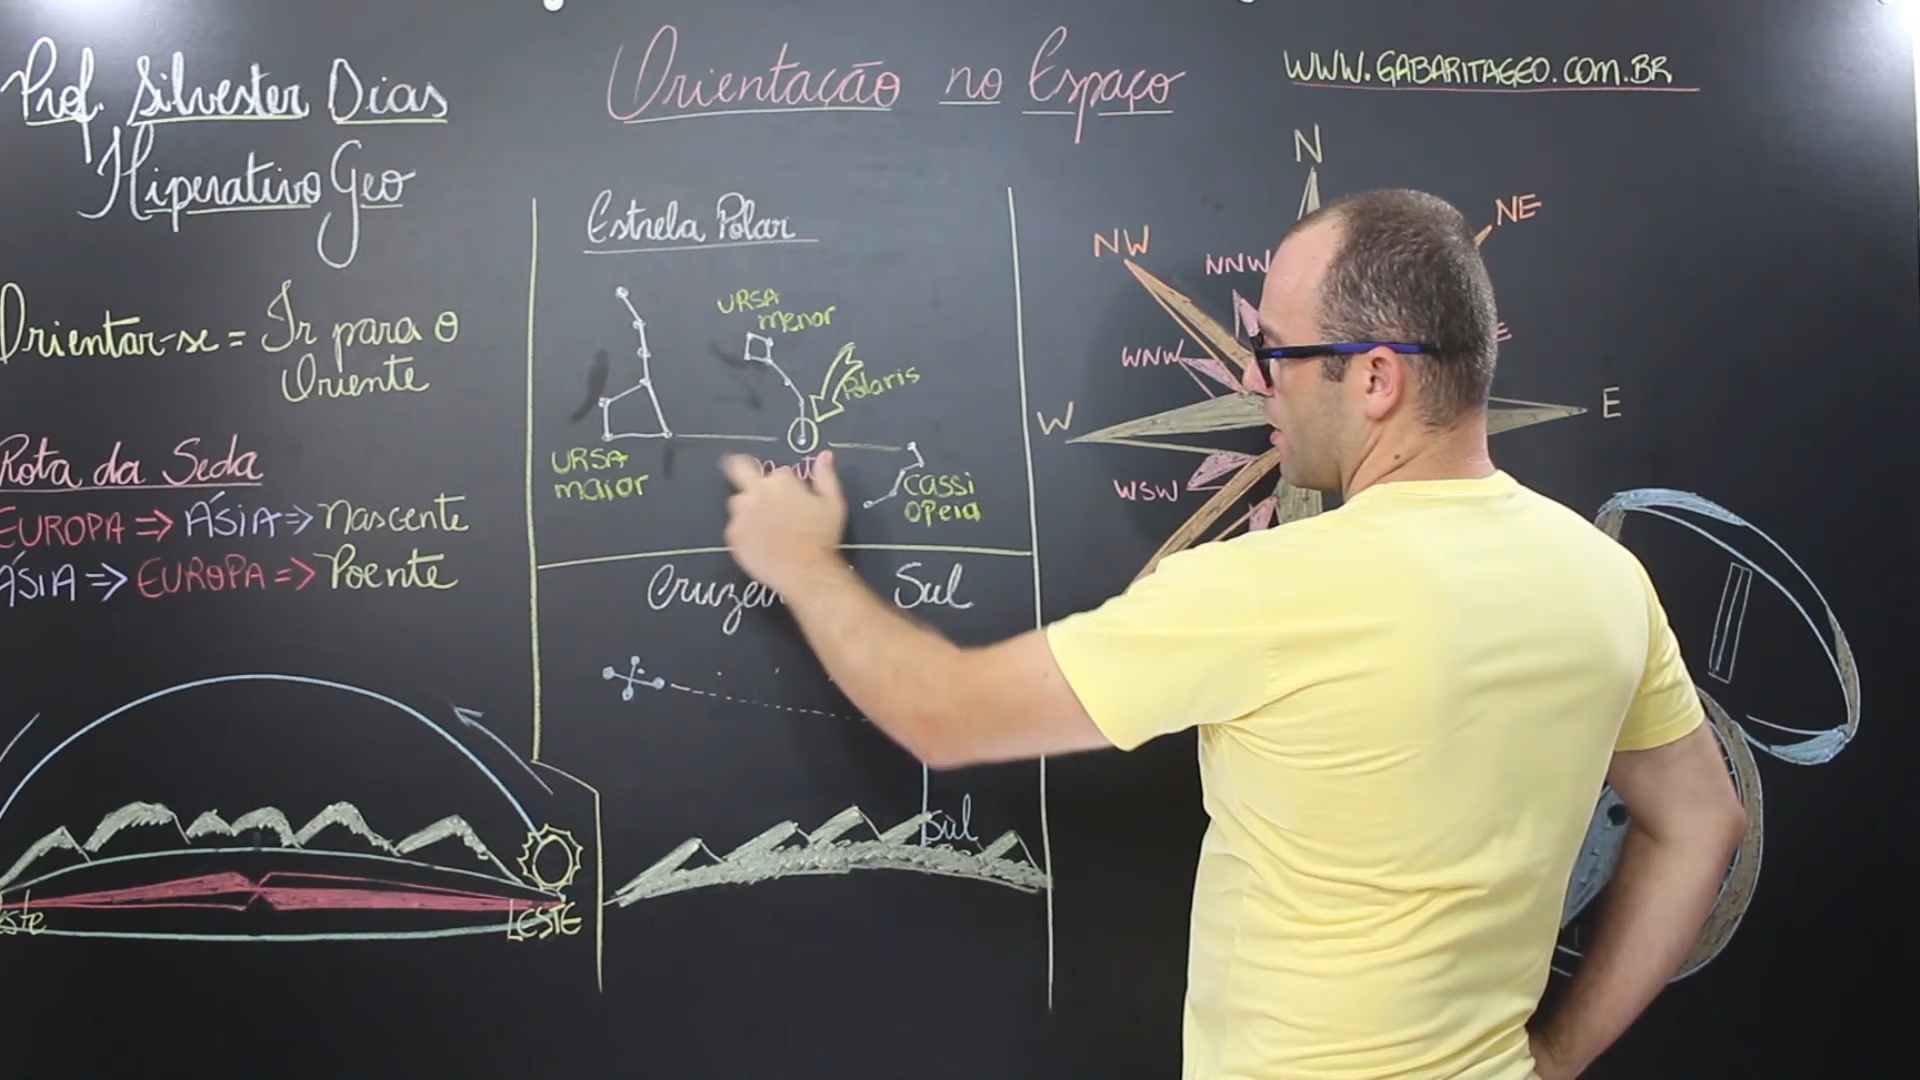 Prof. Silvester Dias
Hiperativo Geo
Orientar-se = Ir para o
Oriente
Rota da Seda
EUROPA => ÁSIA => Nascente
ÁSIA => EUROPA => Poente
LESTE
Orientação no Espaço
Estrela Polar
URSA
menor
Polaris
URSA
maior
CASSI
OPEIA
Sul
Sul
WWW.GABARITAGEO.COM.BR
N
NE
NW
NNW
WNW
W
E
WSW